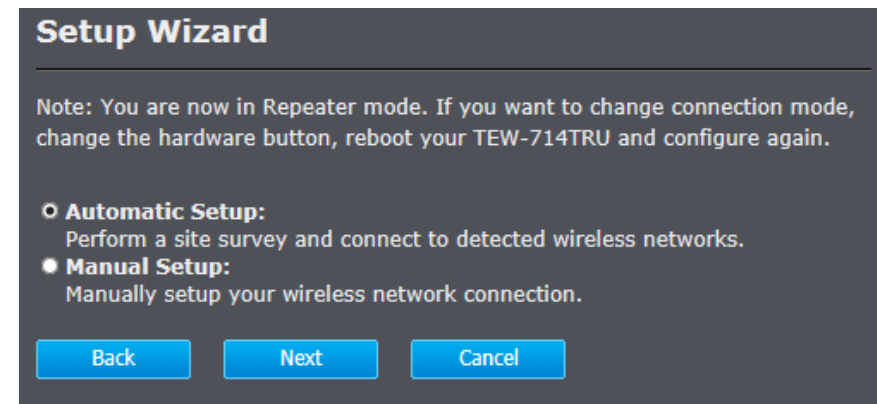 Setup Wizard
Note: You are now in Repeater mode. If you want to change connection mode,
change the hardware button, reboot your TEW-714TRU and configure again.
Automatic Setup:
Perform a site survey and connect to detected wireless networks.
Manual Setup:
Manually setup your wireless network connection.
Back Next Cancel